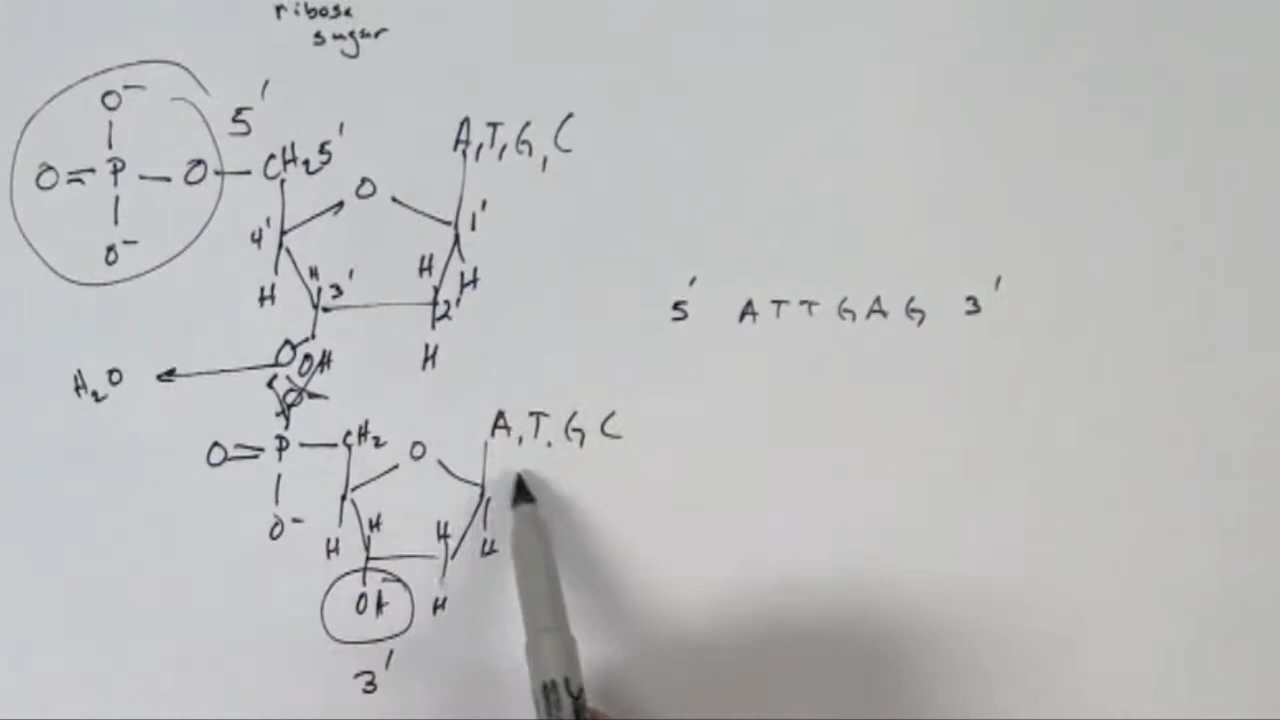 ribose
sugar
O⁻
5'
O=P-O-CH₂5'
O⁻
A,T,G,C
O
4'
1'
H
H
3'
H
H
2'
H
O
OH
H₂O
O⁻
O=P-CH₂
O
A,T.G C
O⁻
H
H
H
H
OH
H
3'
5' ATTGAG 3'